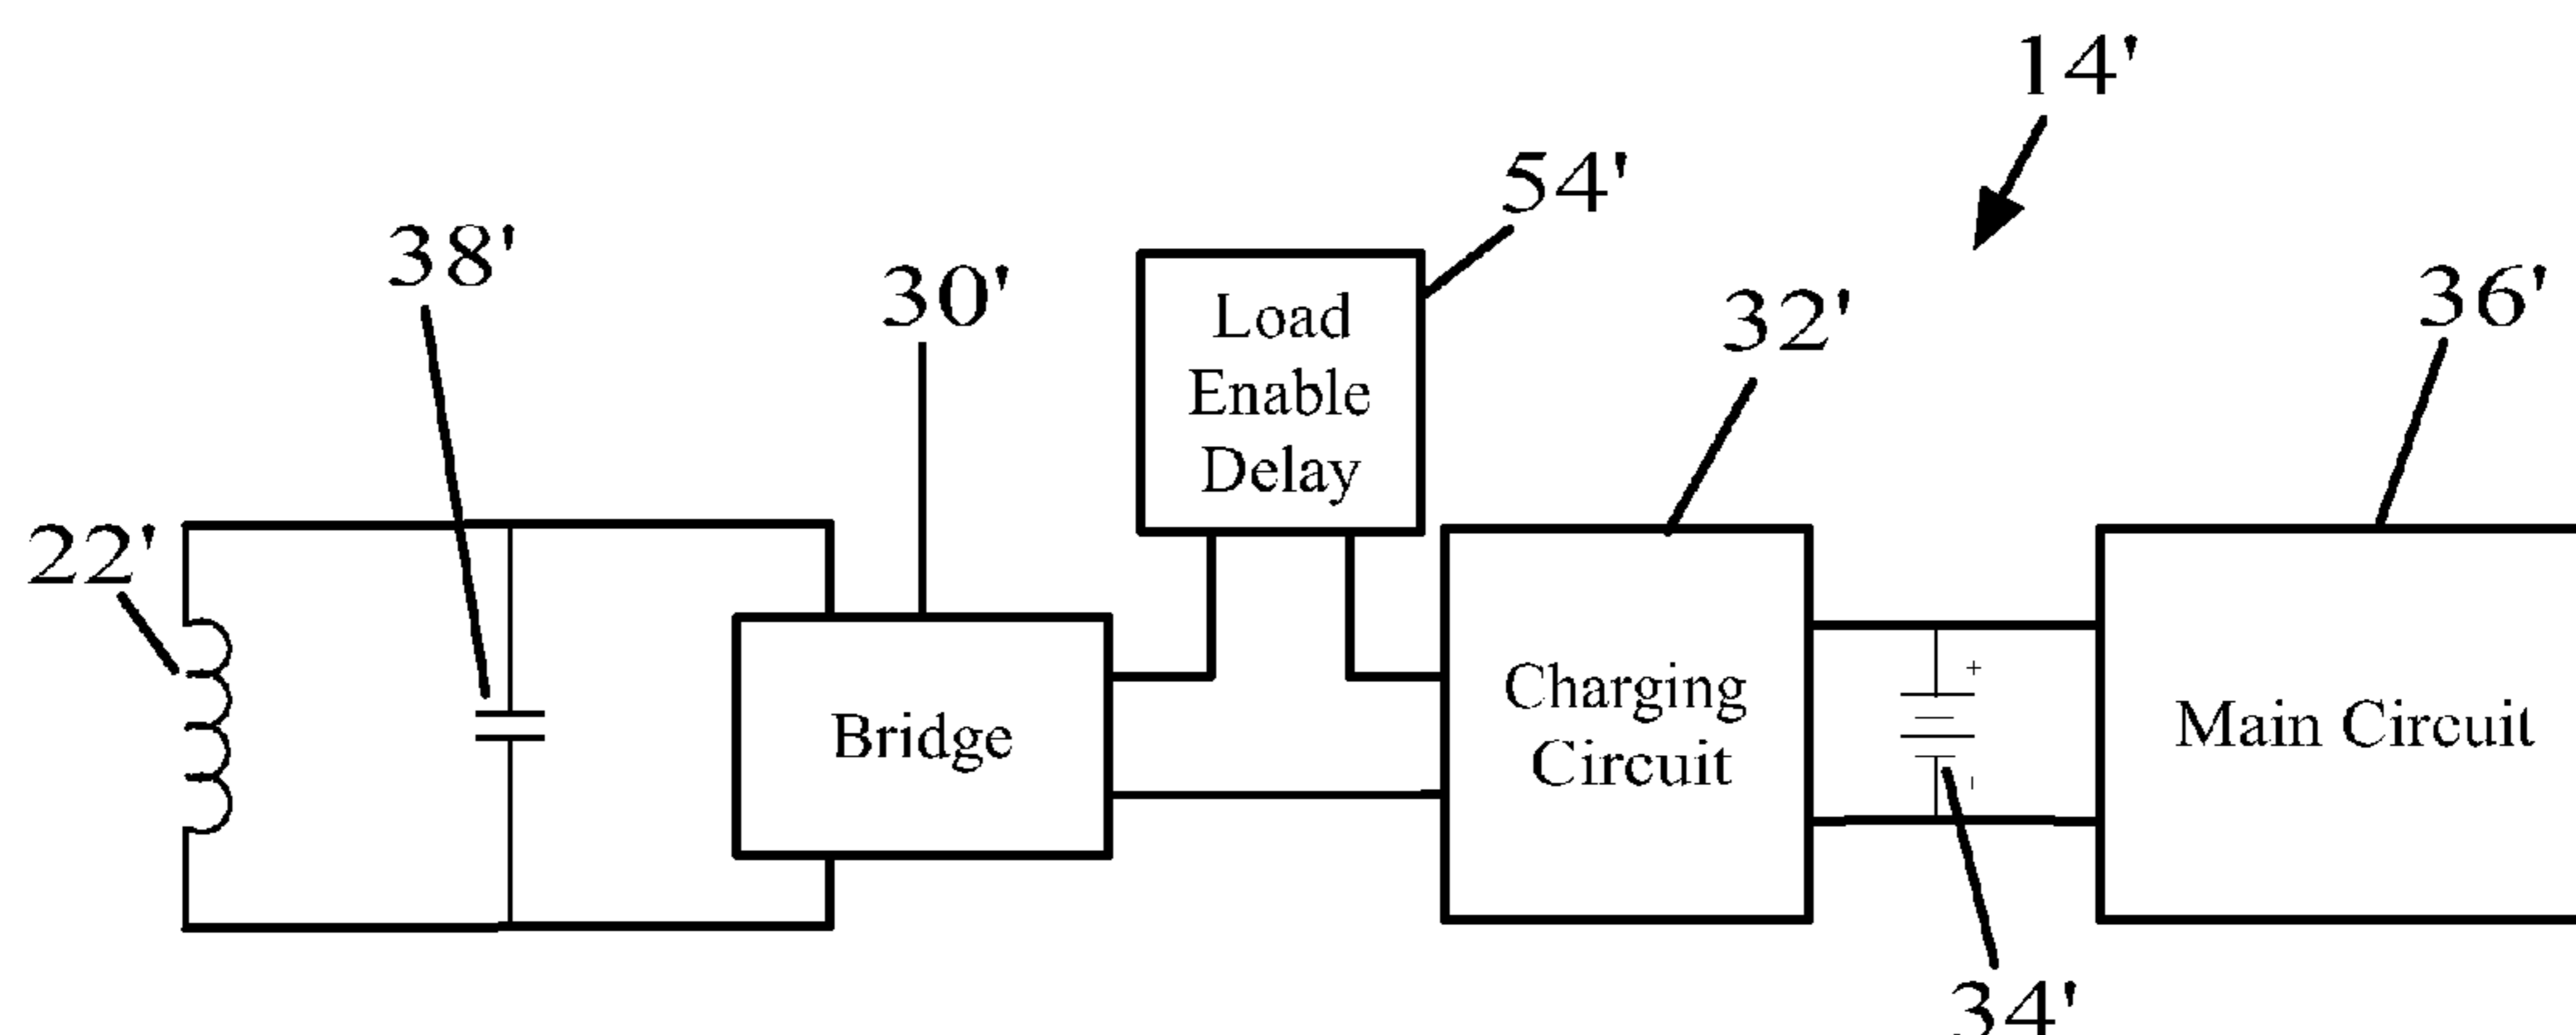 14'
54'
38'
30'
32'
36'
Load
Enable
Delay
22'
Charging
Circuit
Bridge
+
Main Circuit
34'